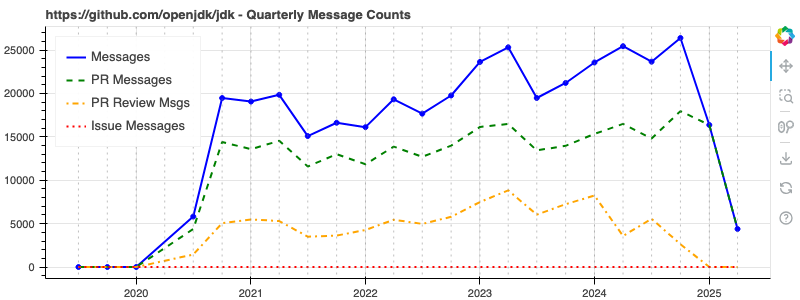 https://github.com/openjdk/jdk - Quarterly Message Counts
Messages
PR Messages
PR Review Msgs
Issue Messages
25000
20000
15000
10000
5000
0
2020
2021
2022
2023
2024
2025